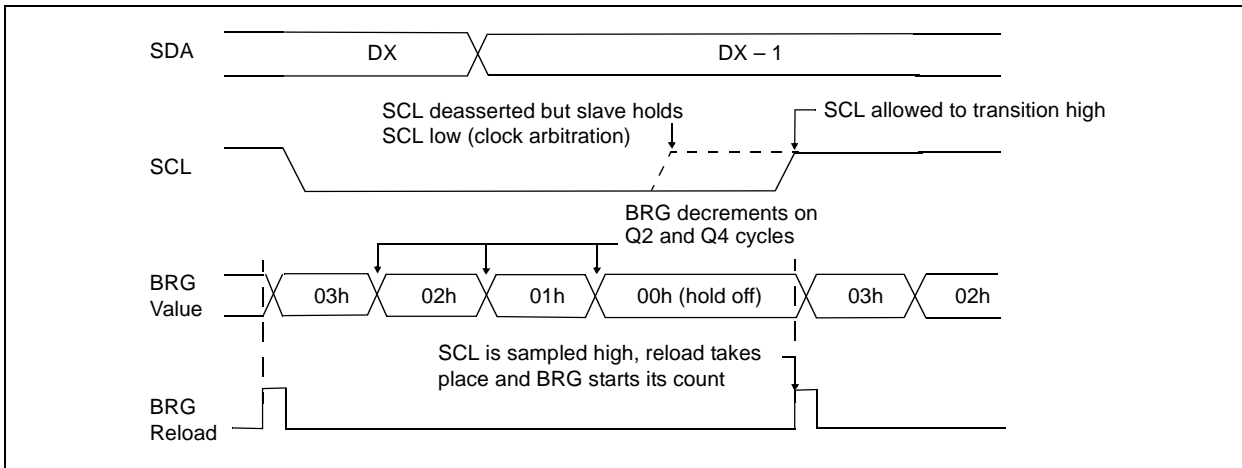 SDA
DX
DX – 1
SCL deasserted but slave holds
SCL low (clock arbitration)
SCL allowed to transition high
SCL
BRG decrements on
Q2 and Q4 cycles
BRG
Value
03h
02h
01h
00h (hold off)
03h
02h
SCL is sampled high, reload takes
place and BRG starts its count
BRG
Reload